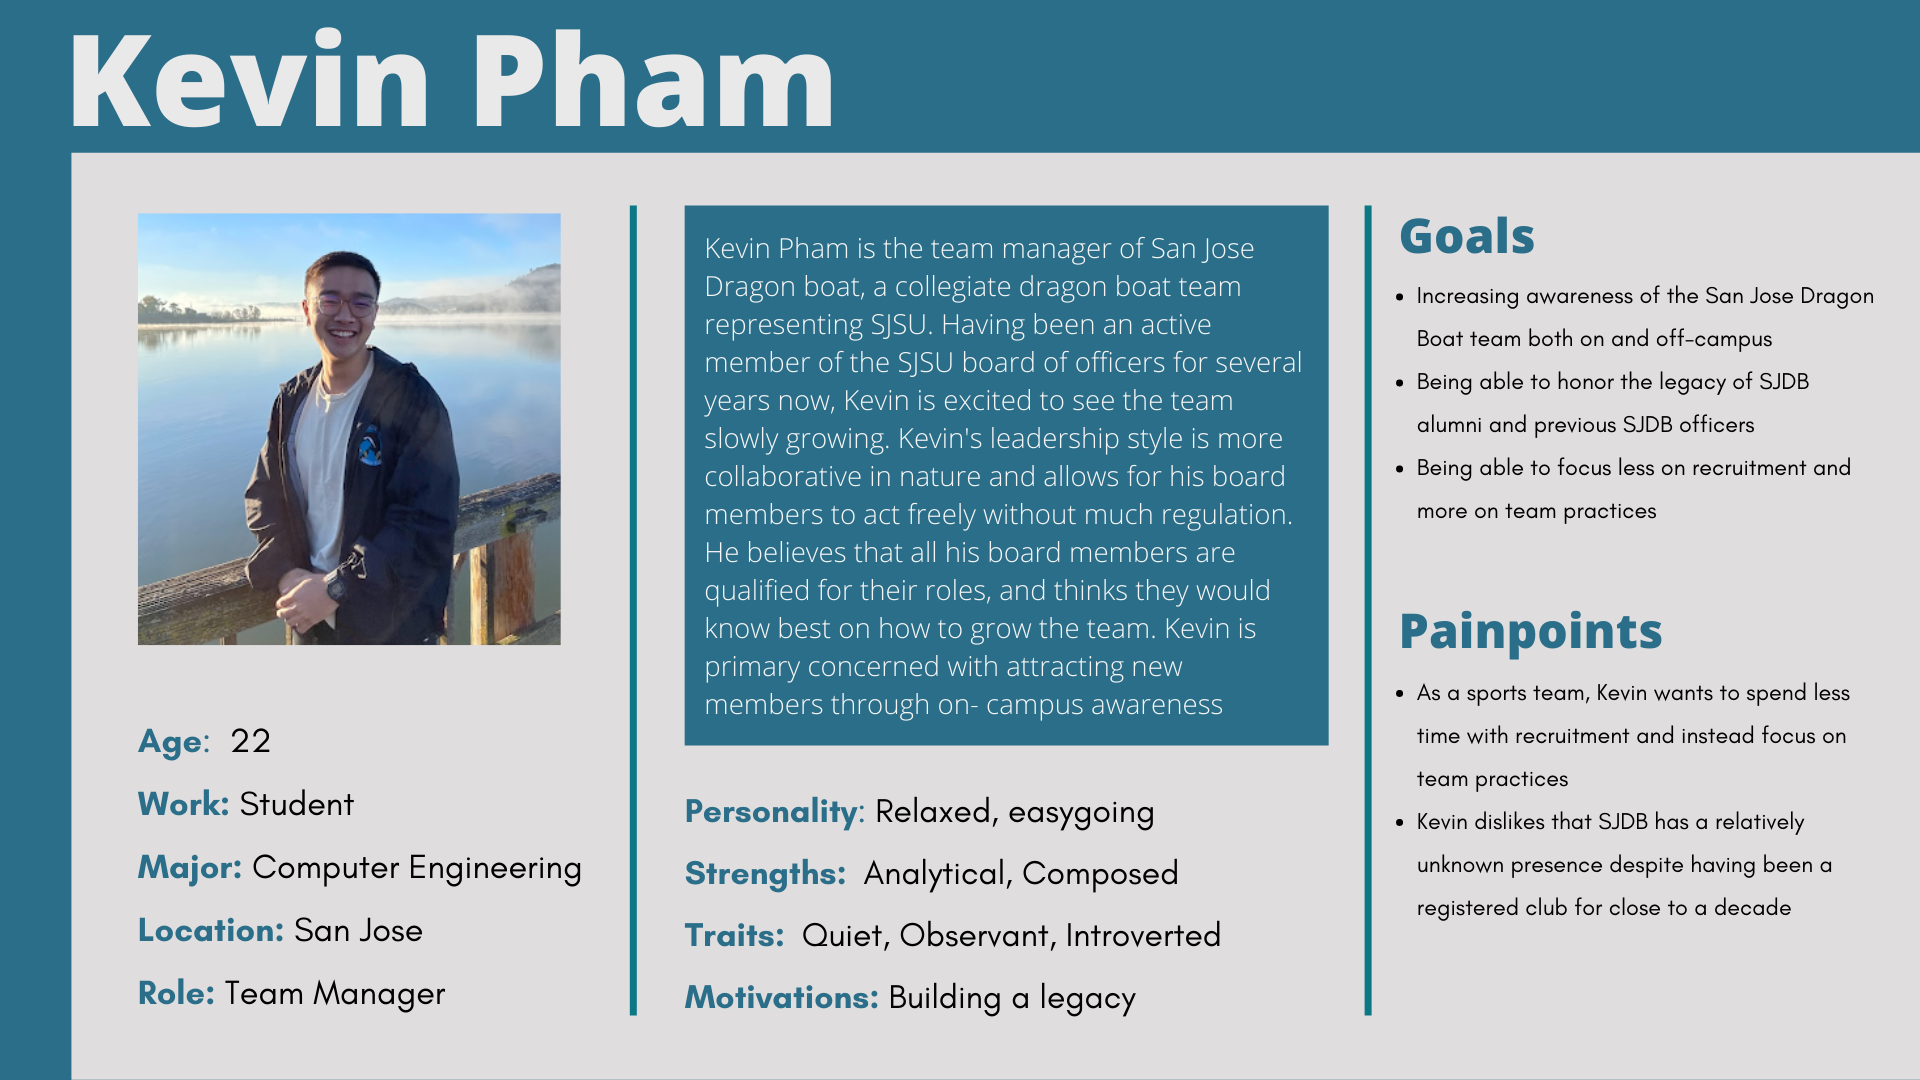 Kevin Pham
Age:  22
Work: Student
Major: Computer Engineering
Location: San Jose
Role: Team Manager
Kevin Pham is the team manager of San Jose
Dragon boat, a collegiate dragon boat team
representing SJSU. Having been an active
member of the SJSU board of officers for several
years now, Kevin is excited to see the team
slowly growing. Kevin's leadership style is more
collaborative in nature and allows for his board
members to act freely without much regulation.
He believes that all his board members are
qualified for their roles, and thinks they would
know best on how to grow the team. Kevin is
primary concerned with attracting new
members through on- campus awareness
Personality: Relaxed, easygoing
Strengths:  Analytical, Composed
Traits:  Quiet, Observant, Introverted
Motivations: Building a legacy
Goals
• Increasing awareness of the San Jose Dragon
Boat team both on and off-campus
• Being able to honor the legacy of SJDB
alumni and previous SJDB officers
• Being able to focus less on recruitment and
more on team practices
Painpoints
• As a sports team, Kevin wants to spend less
time with recruitment and instead focus on
team practices
• Kevin dislikes that SJDB has a relatively
unknown presence despite having been a
registered club for close to a decade